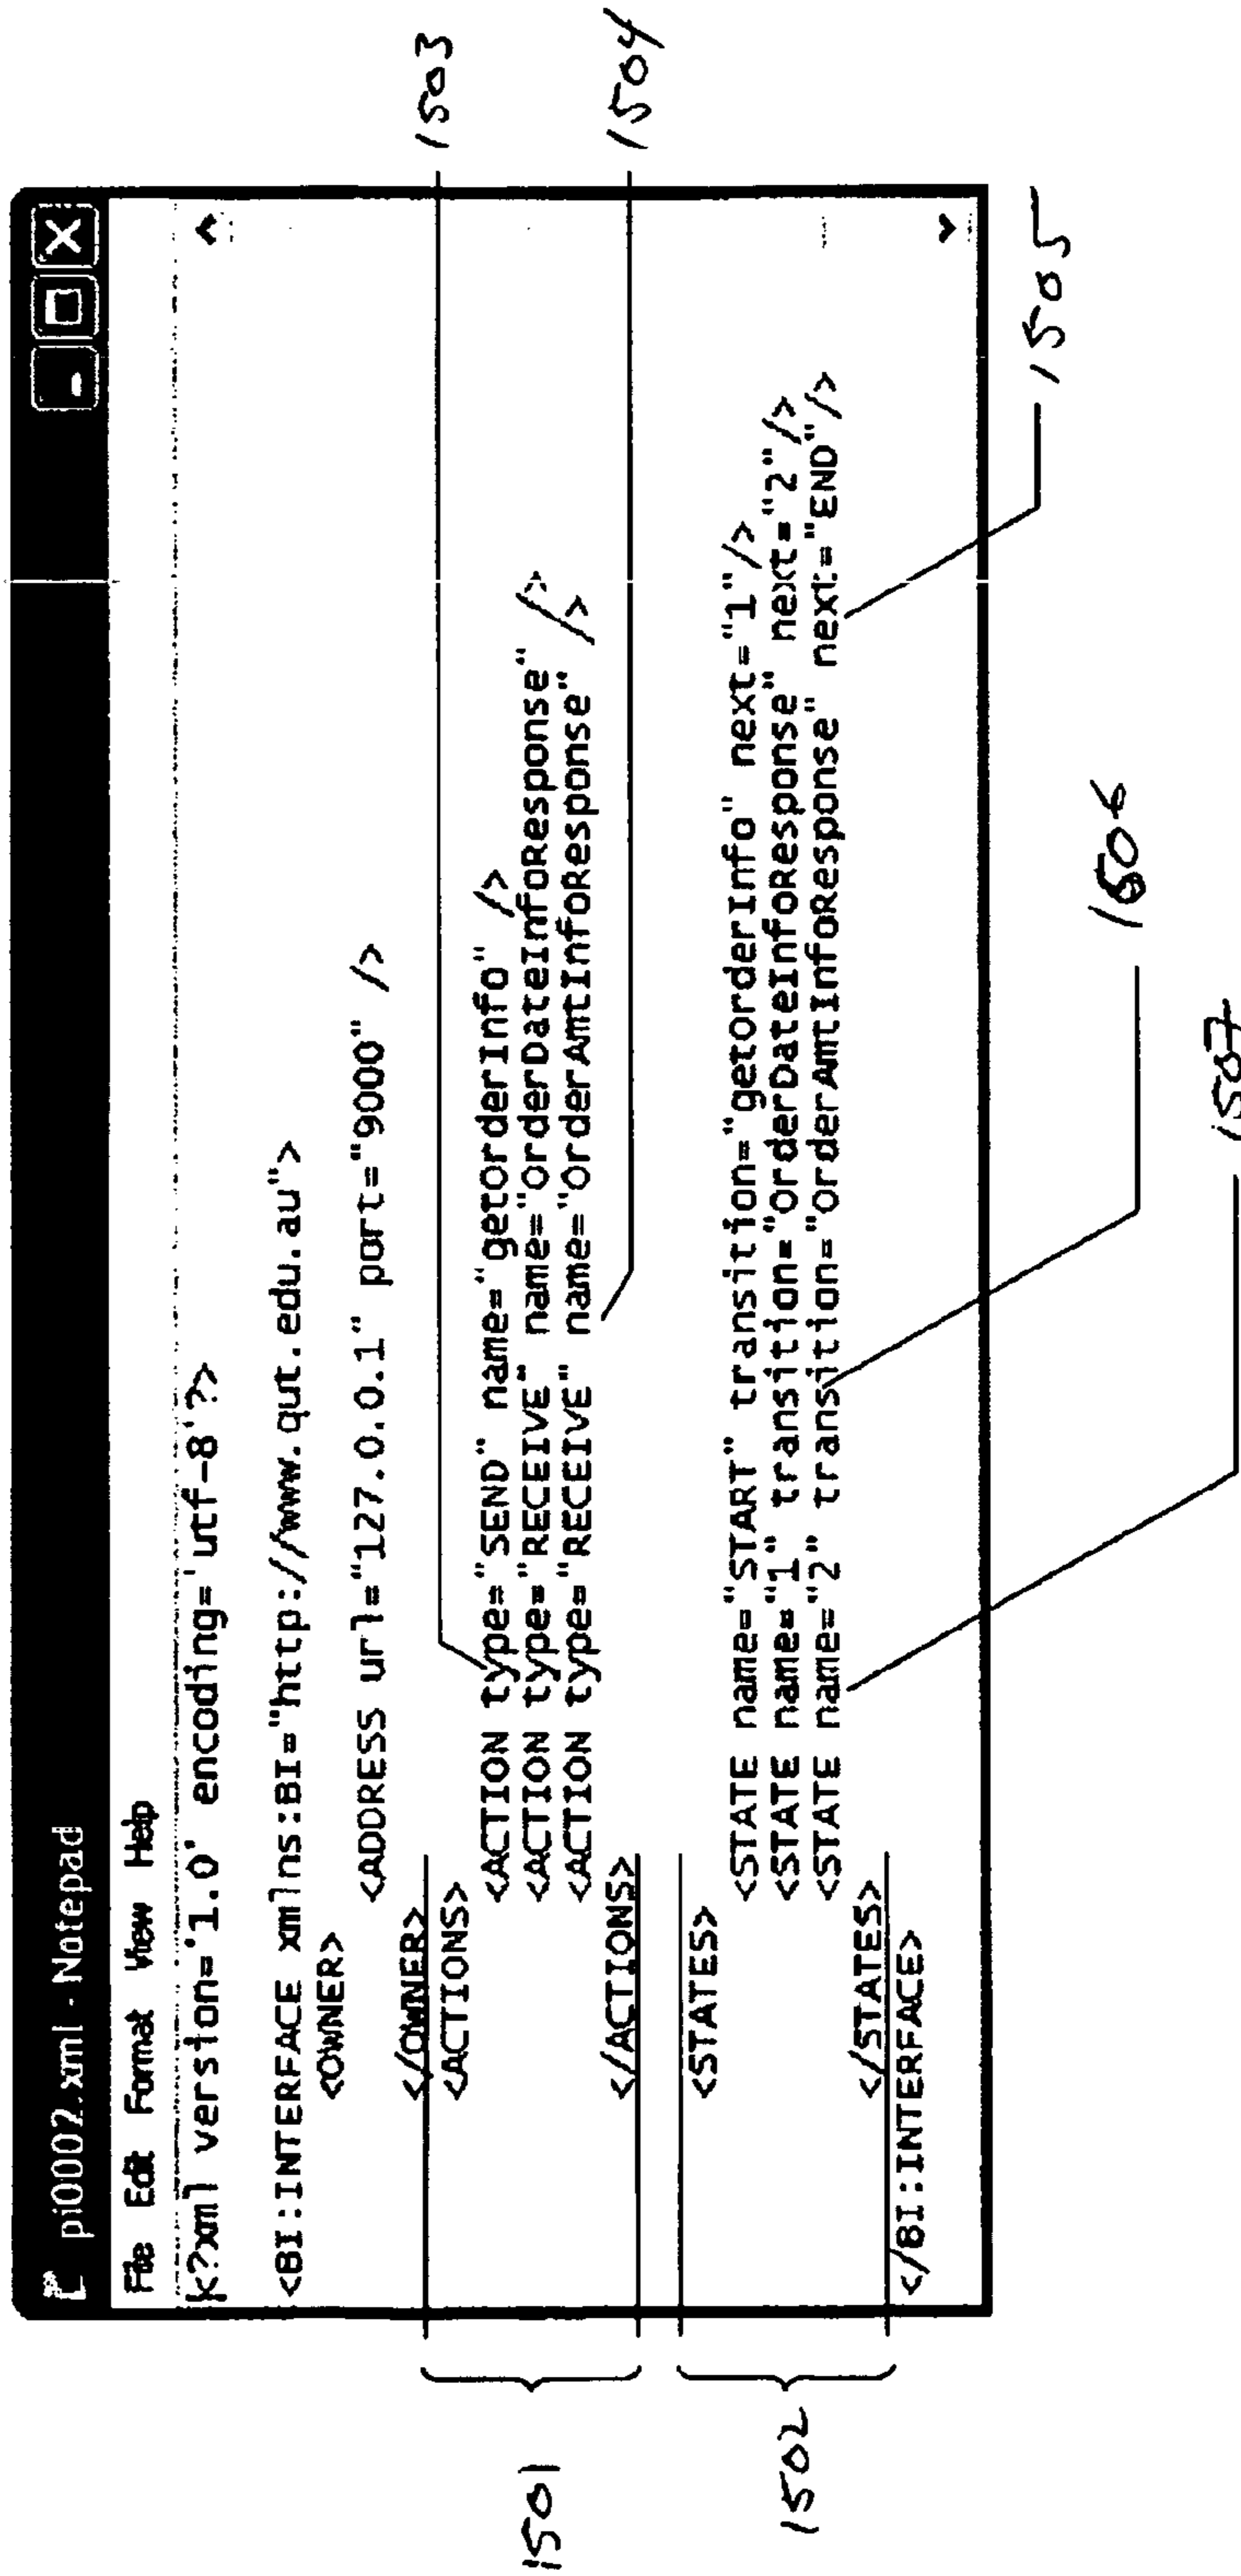 pi0002.xml - Notepad
File Edit Format View Help
<?xml version='1.0' encoding='utf-8'?>
<BI:INTERFACE xmlns:BI="http://www.qut.edu.au">
<OWNER>
<ADDRESS url="127.0.0.1" port="9000" />
</OWNER>
<ACTIONS>
<ACTION type="SEND" name="getorderInfo" />
<ACTION type="RECEIVE" name="orderDateInfoResponse" />
<ACTION type="RECEIVE" name="orderAmtInfoResponse" />
</ACTIONS>
<STATES>
<STATE name="START" transition="getorderInfo" next="1"/>
<STATE name="1" transition="orderDateInfoResponse" next="2"/>
<STATE name="2" transition="orderAmtInfoResponse" next="END"/>
</STATES>
</BI:INTERFACE>
1501
1502
1503
1504
1505
1506
1507